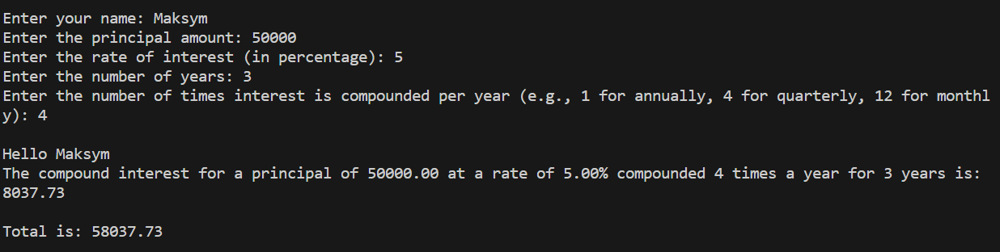 Enter your name: Maksym
Enter the principal amount: 50000
Enter the rate of interest (in percentage): 5
Enter the number of years: 3
Enter the number of times interest is compounded per year (e.g., 1 for annually, 4 for quarterly, 12 for monthl
y): 4
Hello Maksym
The compound interest for a principal of 50000.00 at a rate of 5.00% compounded 4 times a year for 3 years is:
8037.73
Total is: 58037.73